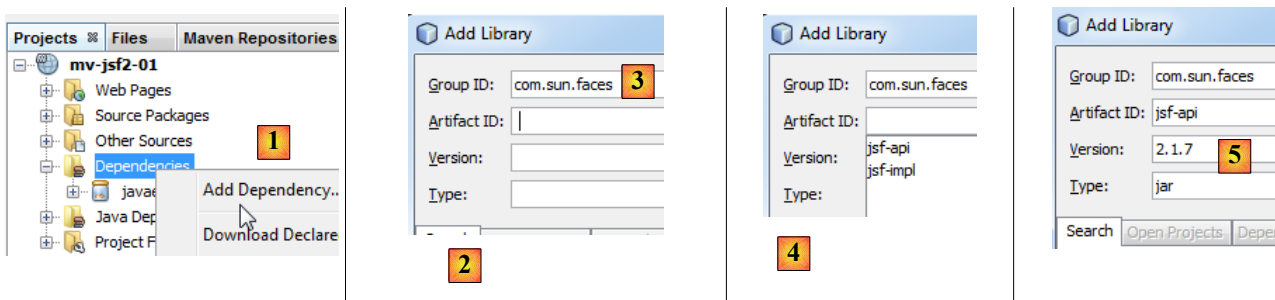 Projects Files Maven Repositories
mv-jsf2-01
Web Pages
Source Packages
Other Sources
1
Dependencies
javae
Add Dependency..
Java Dep
Project F
Download Declare
Add Library
Group ID: com.sun.faces
3
Artifact ID:
Version:
Type:
2
Add Library
Group ID: com.sun.faces
Artifact ID:
jsf-api
Version:
jsf-impl
Type:
4
Add Library
Group ID: com.sun.faces
Artifact ID: jsf-api
Version: 2.1.7
5
Type: jar
Search Open Projects Depen